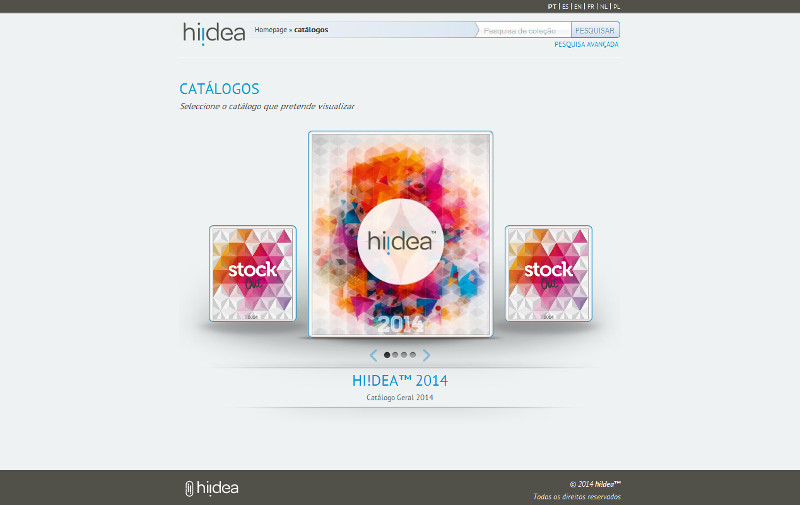 PT | ES | EN | FR | NL | PL
hi!dea
Homepage » catálogos
Pesquisa de coleção
PESQUISAR
PESQUISA AVANÇADA
CATÁLOGOS
Seleccione o catálogo que pretende visualizar
stock
Out
hi!dea™
2014
stock
Out
HI!DEA™ 2014
Catálogo Geral 2014
hi!dea
© 2014 hi!dea™
Todos os direitos reservados